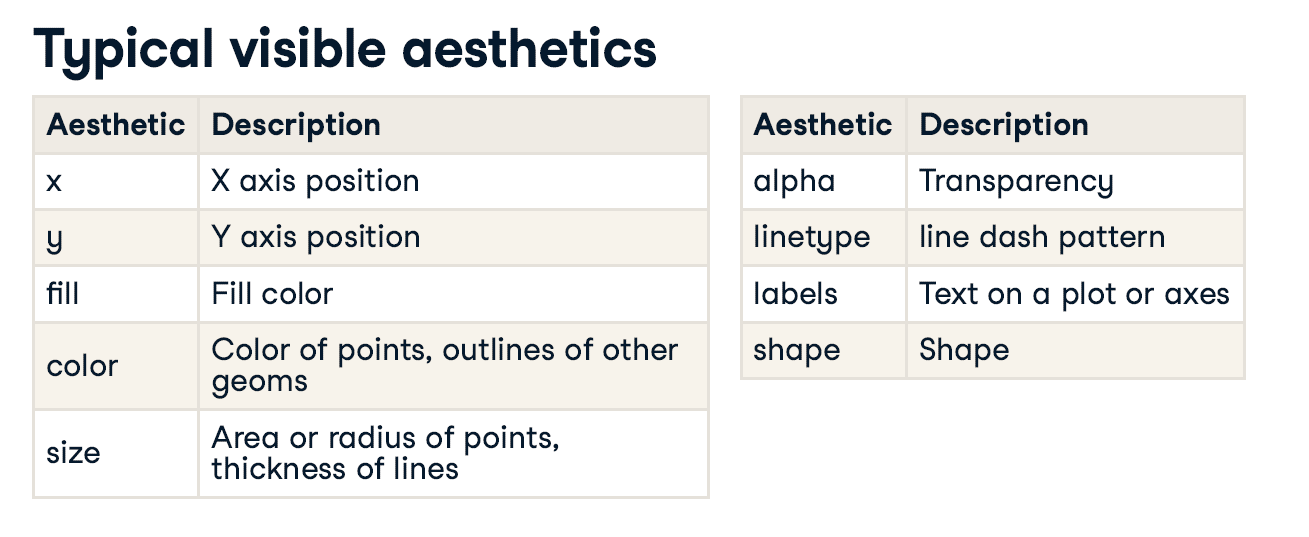 Typical visible aesthetics
Aesthetic Description
x X axis position
y Y axis position
fill Fill color
color Color of points, outlines of other
geoms
size Area or radius of points,
thickness of lines
Aesthetic Description
alpha Transparency
linetype line dash pattern
labels Text on a plot or axes
shape Shape